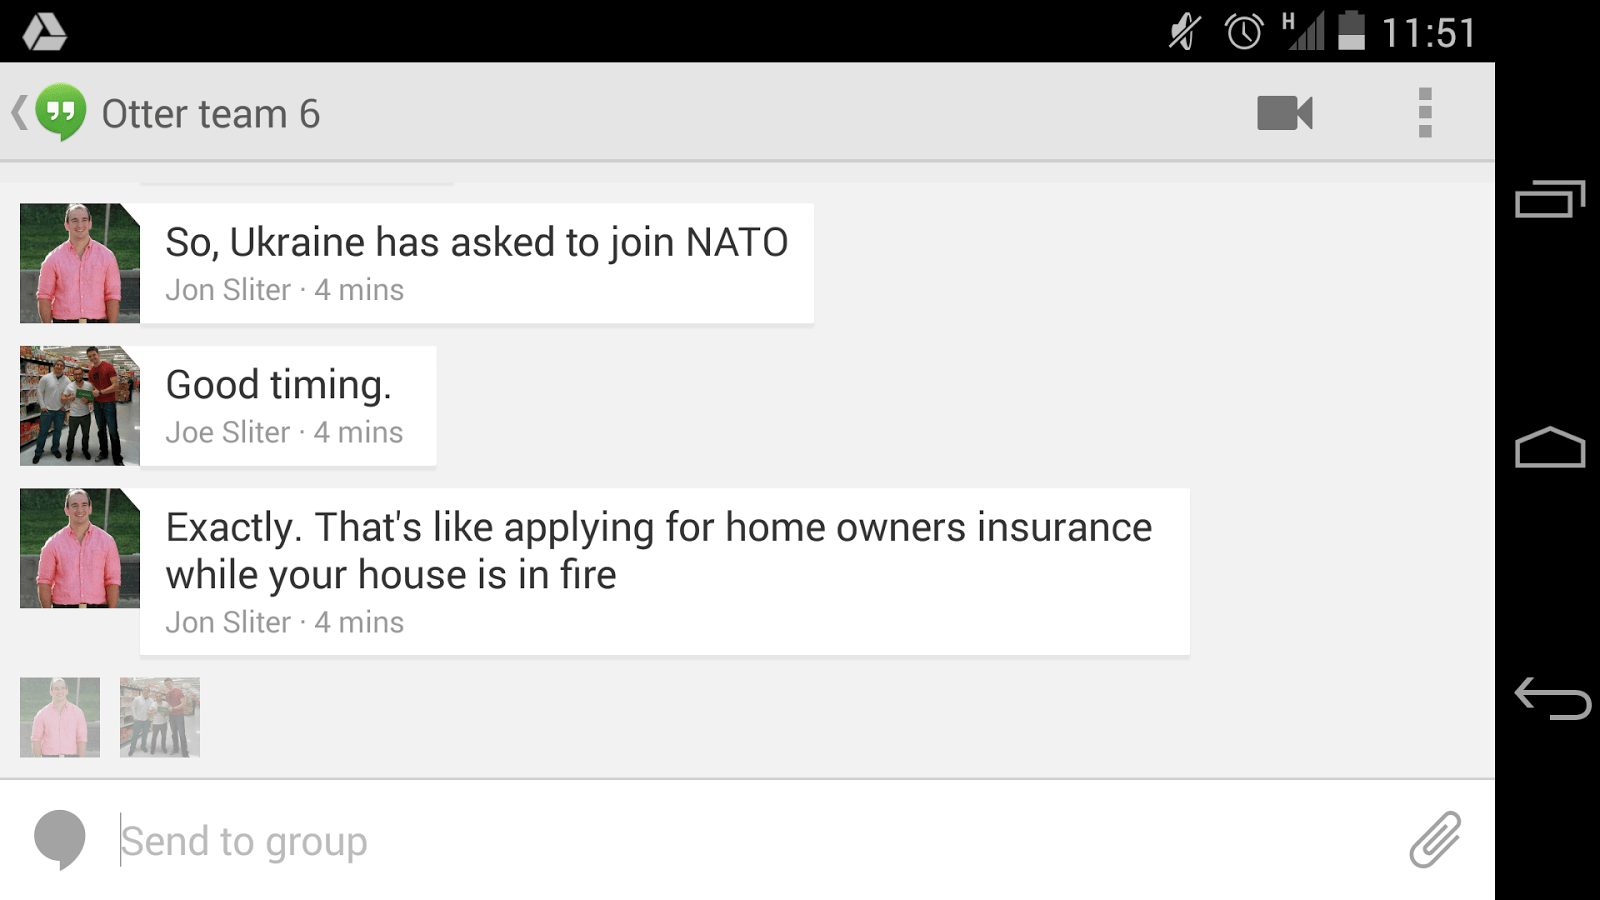 H 11:51
Otter team 6
So, Ukraine has asked to join NATO
Jon Sliter · 4 mins
Good timing.
Joe Sliter · 4 mins
Exactly. That's like applying for home owners insurance
while your house is in fire
Jon Sliter · 4 mins
Send to group